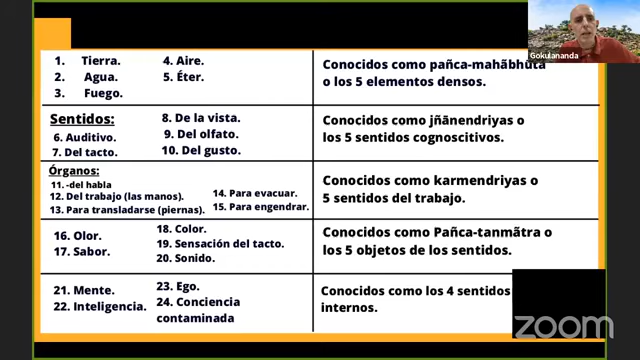 1. Tierra.
2. Agua.
3. Fuego.
4. Aire.
5. Éter.
Conocidos como pañca-mahābhūta
o los 5 elementos densos.
Gokulananda
Sentidos:
6. Auditivo.
7. Del tacto.
8. De la vista.
9. Del olfato.
10. Del gusto.
Conocidos como jñānendriyas o
los 5 sentidos cognoscitivos.
Órganos:
11. -del habla
12. Del trabajo (las manos).
13. Para transladarse (piernas).
14. Para evacuar.
15. Para engendrar.
Conocidos como karmendriyas o
5 sentidos del trabajo.
16. Olor.
17. Sabor.
18. Color.
19. Sensación del tacto.
20. Sonido.
Conocidos como Pañca-tanmātra o
los 5 objetos de los sentidos.
21. Mente.
22. Inteligencia.
23. Ego.
24. Conciencia
contaminada
Conocidos como los 4 sentidos
internos.
zoom